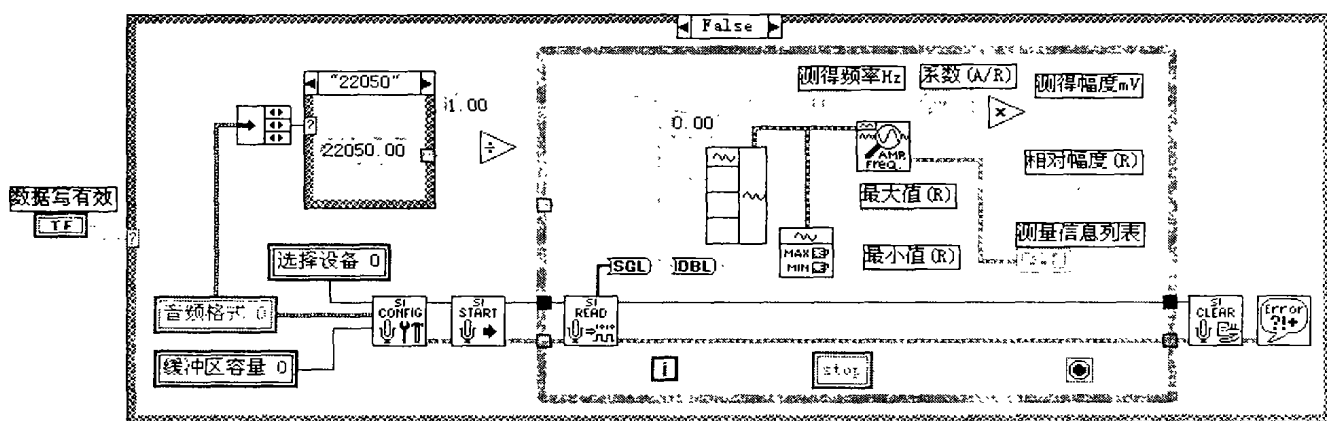 False
"22050"
1.00
22050.00
÷
测得频率Hz
系数(A/R)
测得幅度mV
×
0.00
AMP
FREQ.
相对幅度(R)
最大值(R)
数据写有效
TF
?
?
MAX
MIN
最小值(R)
测量信息列表
选择设备 0
SGL
DBL
音频格式 0
SI
CONFIG
SI
START
SI
READ
SI
CLEAR
Error
?!+
缓冲区容量 0
i
stop